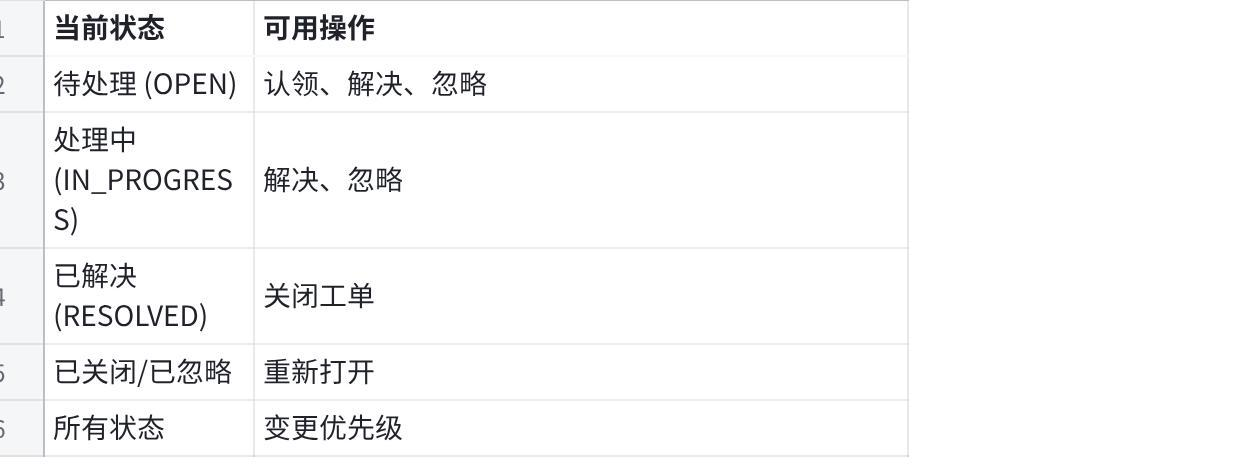 1 当前状态 可用操作
2 待处理 (OPEN) 认领、解决、忽略
处理中
3 (IN_PROGRES 解决、忽略
S)
已解决
4 (RESOLVED) 关闭工单
5 已关闭/已忽略 重新打开
6 所有状态 变更优先级